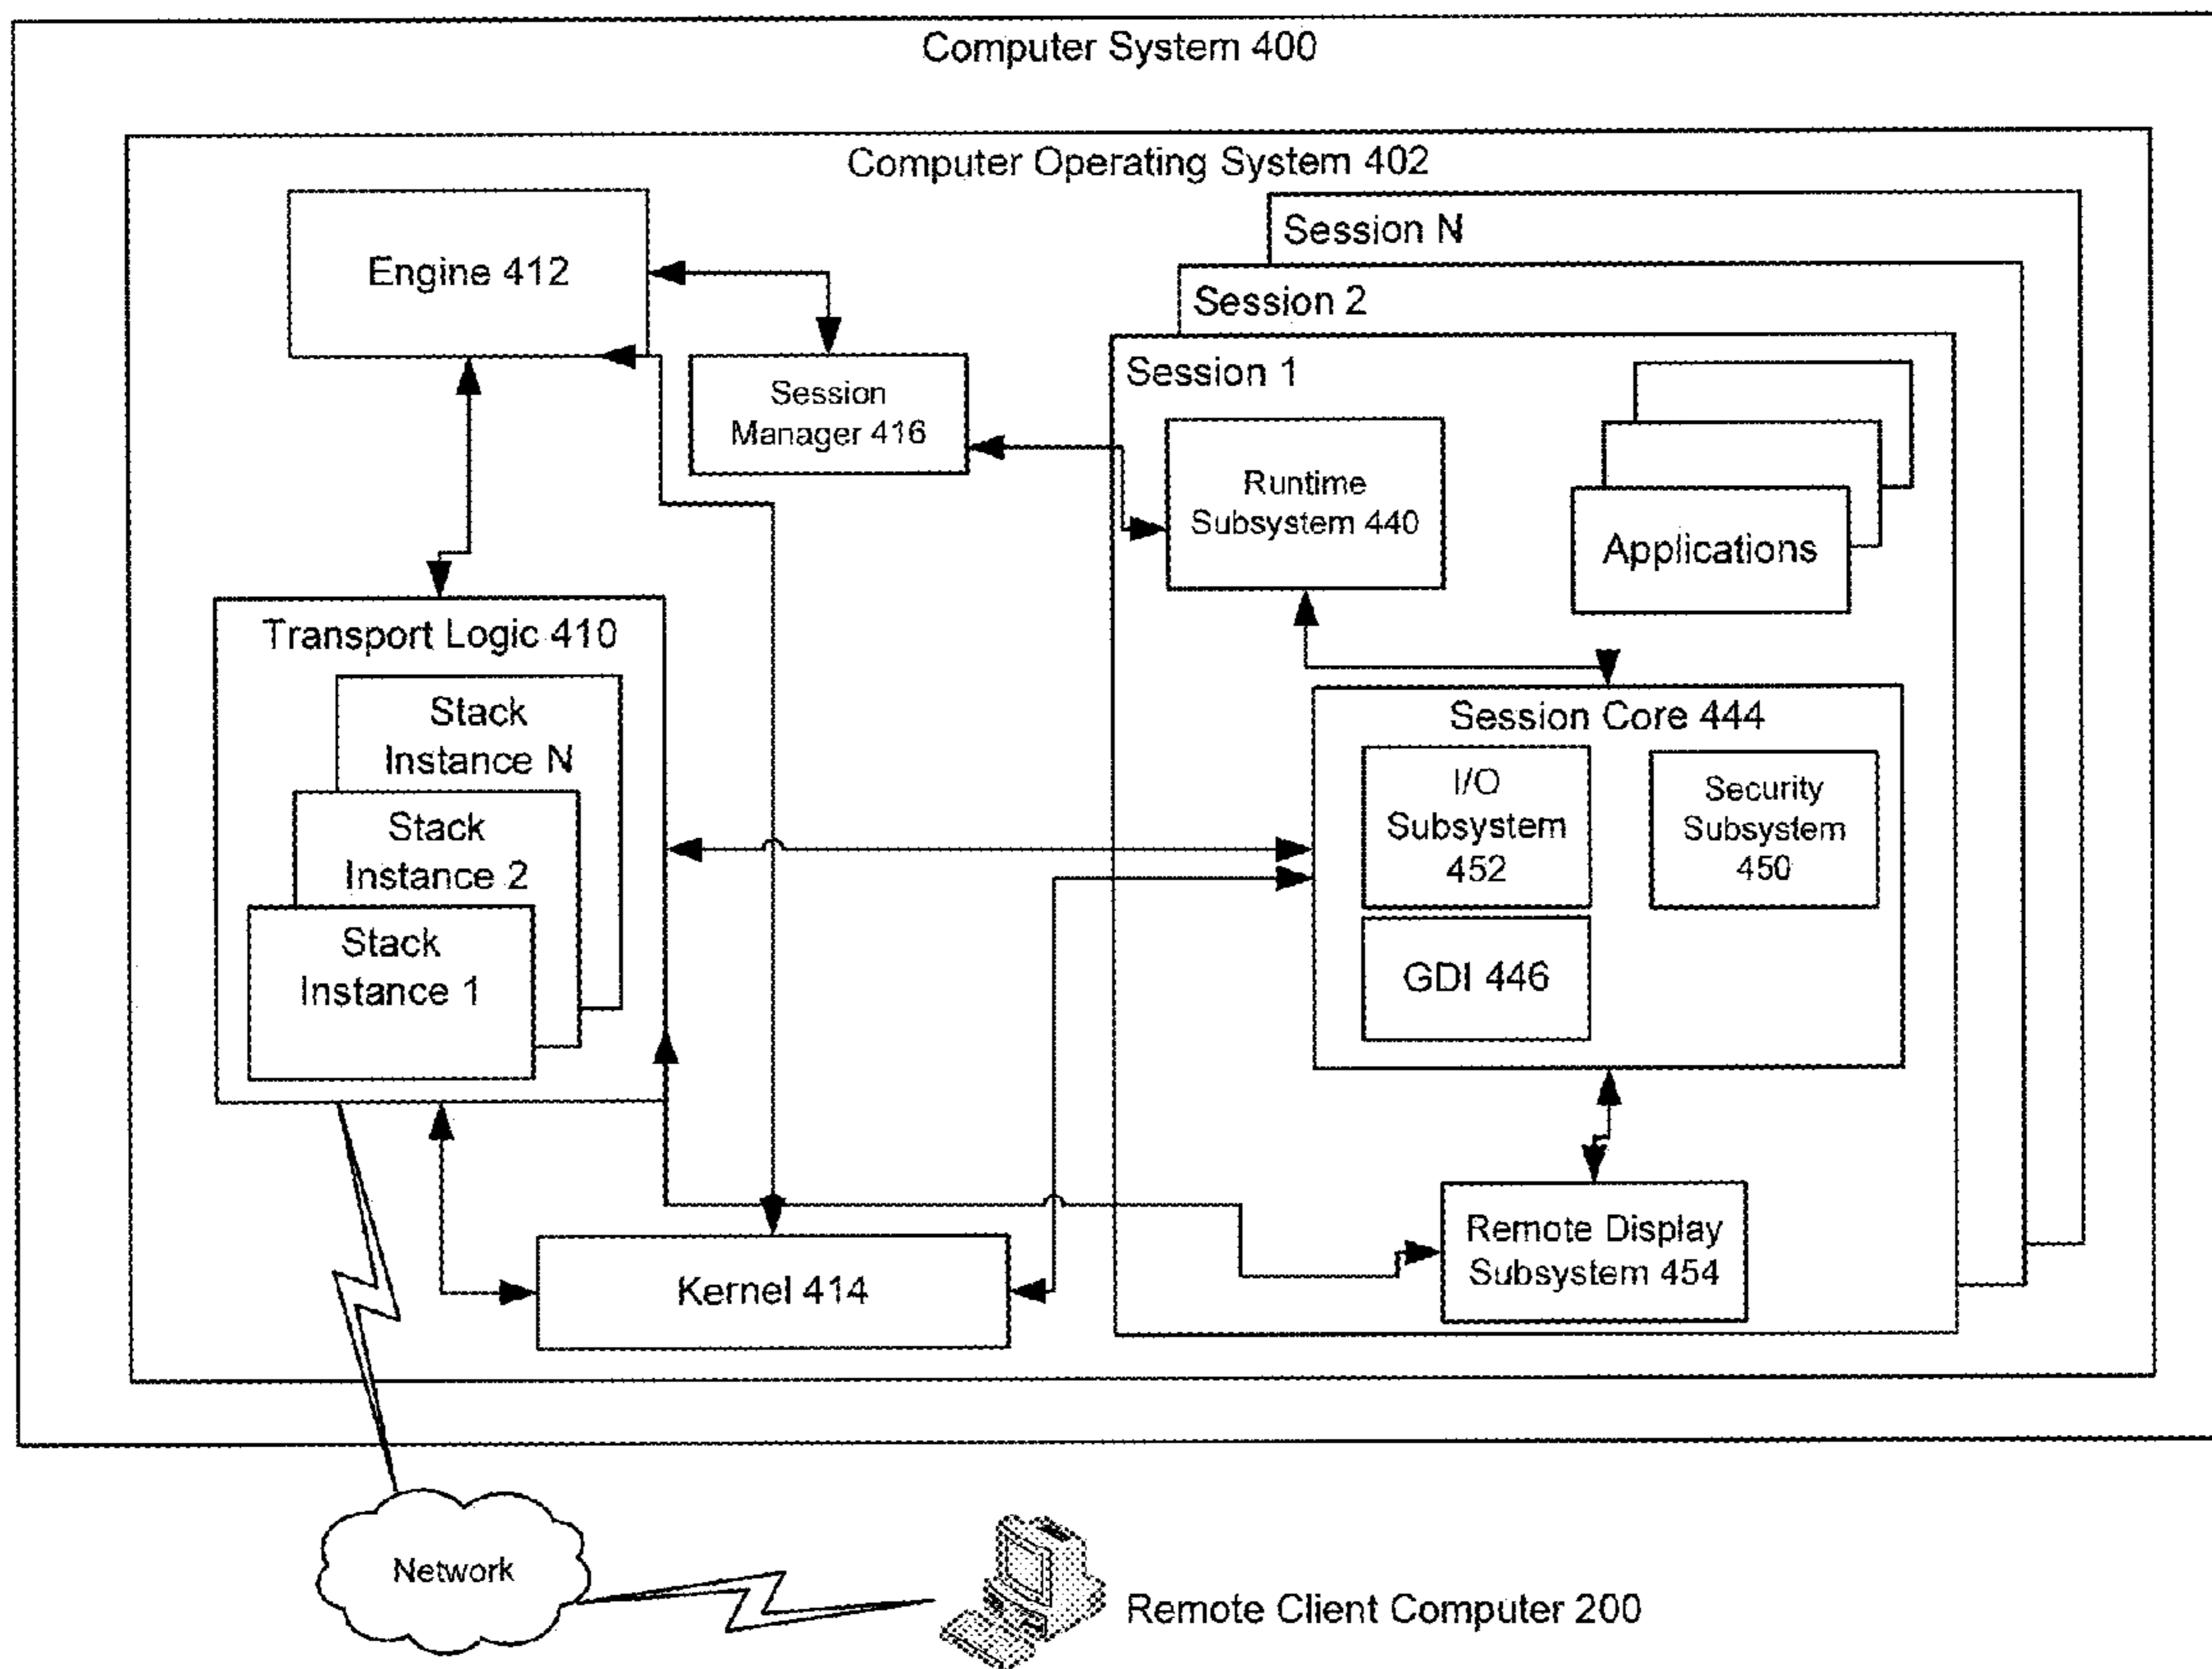 Computer System 400
Computer Operating System 402
Engine 412
Session
Manager 416
Session N
Session 2
Session 1
Runtime
Subsystem 440
Applications
Transport Logic 410
Stack
Instance N
Stack
Instance 2
Stack
Instance 1
Session Core 444
I/O
Subsystem
452
Security
Subsystem
450
GDI 446
Remote Display
Subsystem 454
Kernel 414
Network
Remote Client Computer 200